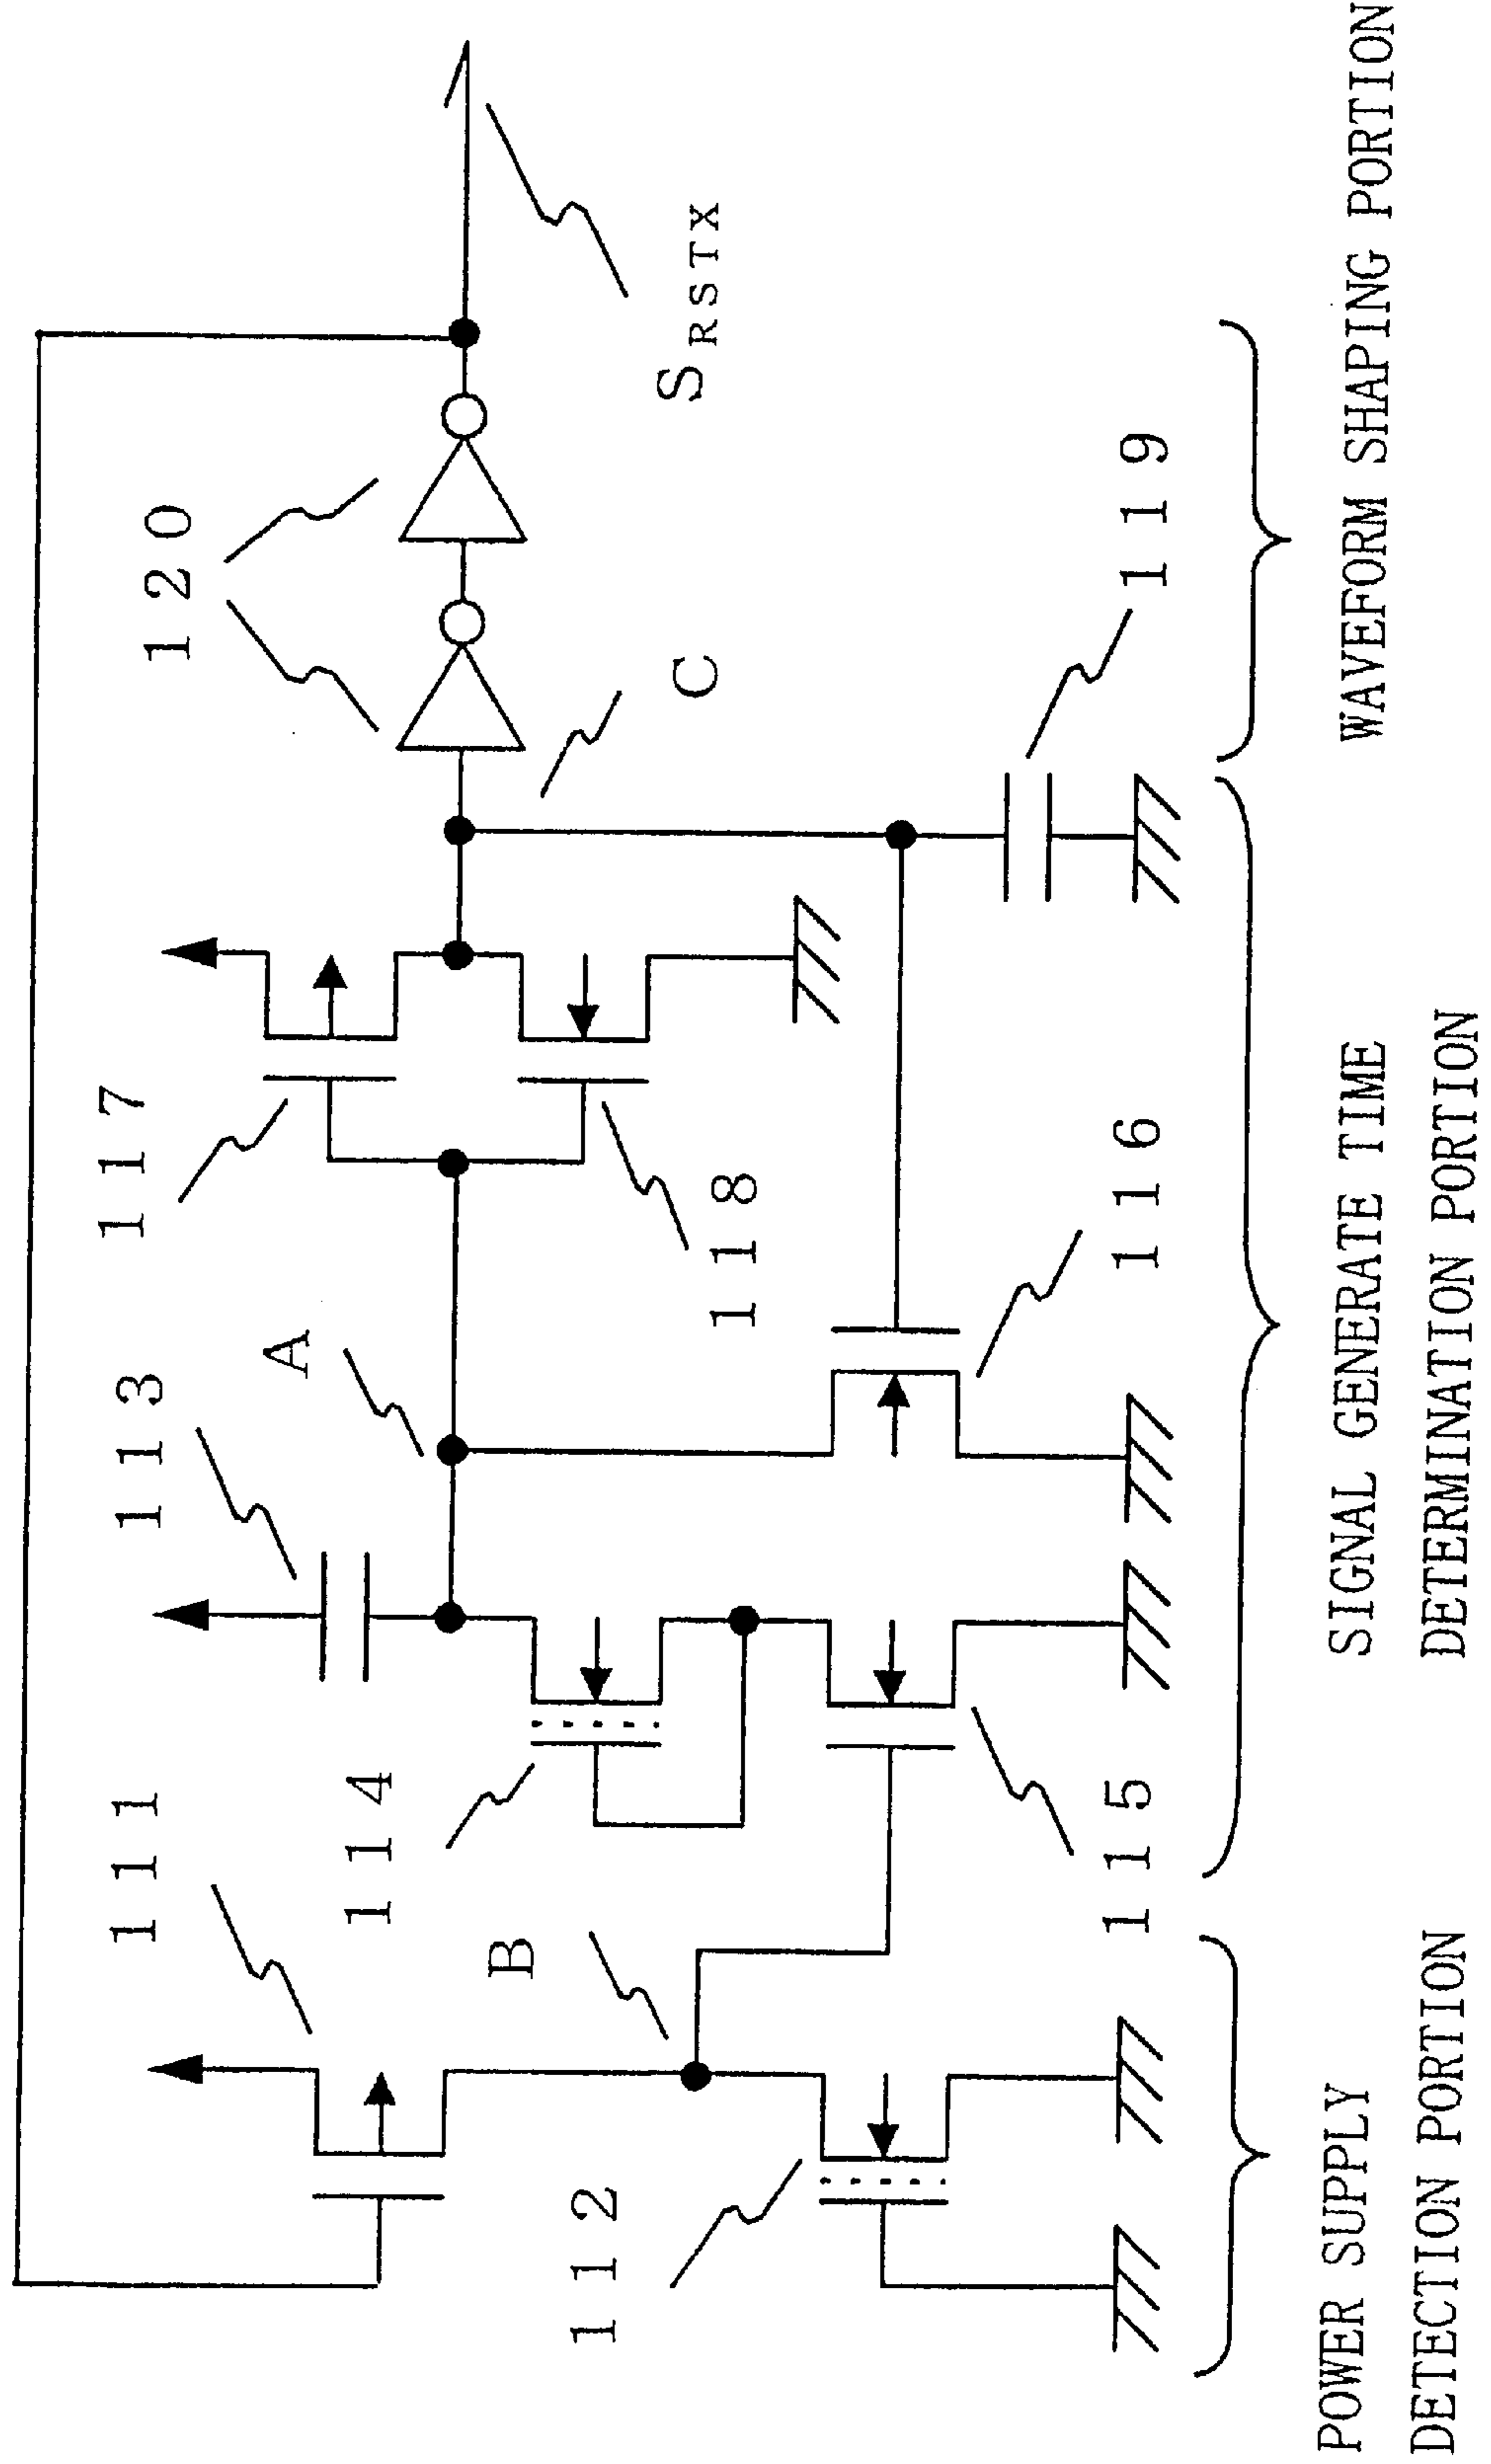 111
112
B
113
114
115
A
116
117
118
C
119
120
S RSTX
POWER SUPPLY
DETECTION PORTION
SIGNAL GENERATE TIME
DETERMINATION PORTION
WAVEFORM SHAPING PORTION